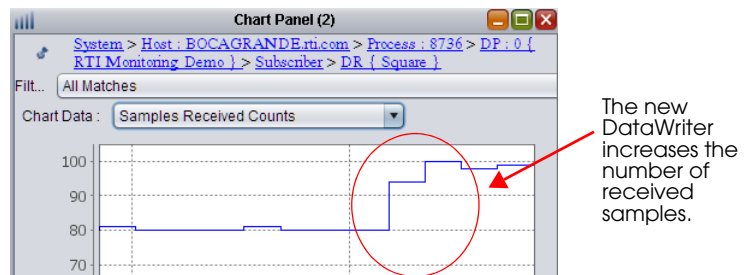 Chart Panel (2)
System > Host : BOCAGRANDE.rti.com > Process : 8736 > DP : 0 {
RTI Monitoring Demo } > Subscriber > DR { Square }
Filt... All Matches
Chart Data : Samples Received Counts
100
90
80
70
The new
DataWriter
increases the
number of
received
samples.